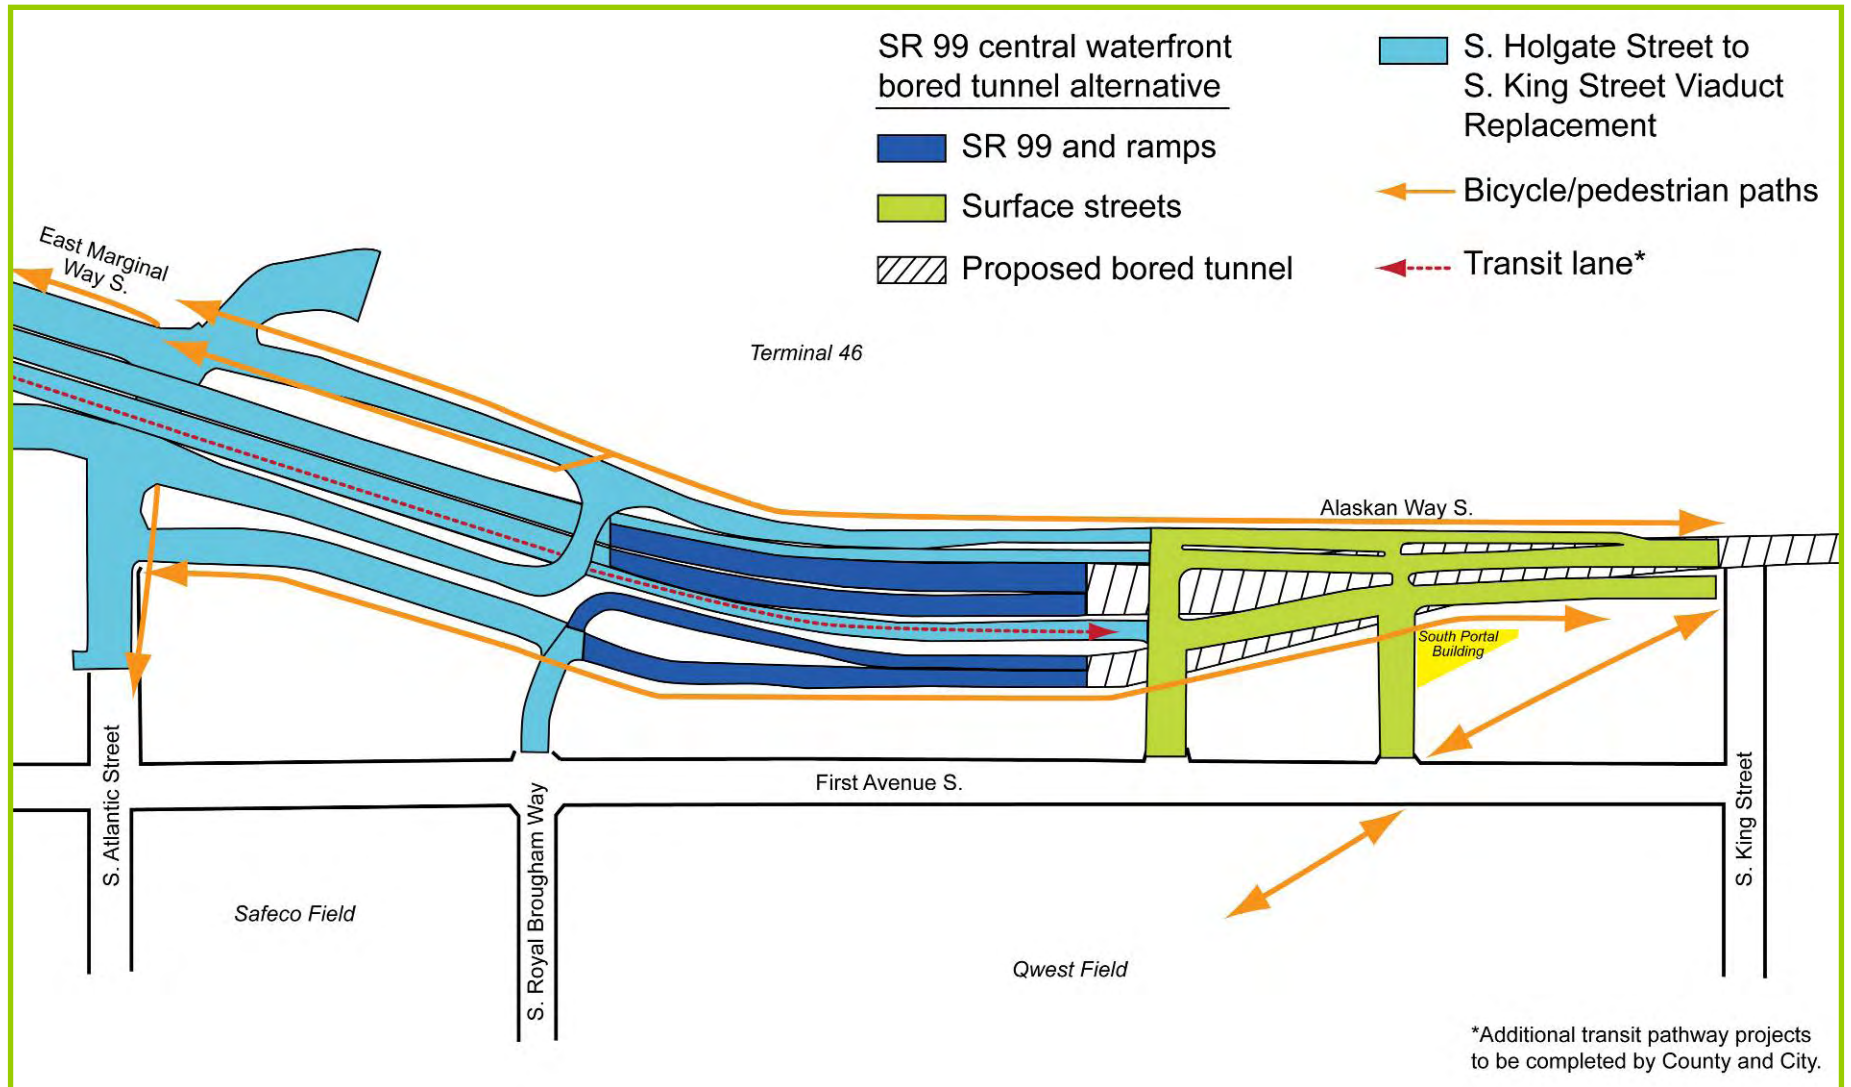 SR 99 central waterfront
bored tunnel alternative
SR 99 and ramps
Surface streets
Proposed bored tunnel
S. Holgate Street to
S. King Street Viaduct
Replacement
Bicycle/pedestrian paths
Transit lane*
East Marginal
Way S.
Terminal 46
Alaskan Way S.
South Portal
Building
First Avenue S.
S. Atlantic Street
S. Royal Brougham Way
S. King Street
Safeco Field
Qwest Field
*Additional transit pathway projects
to be completed by County and City.